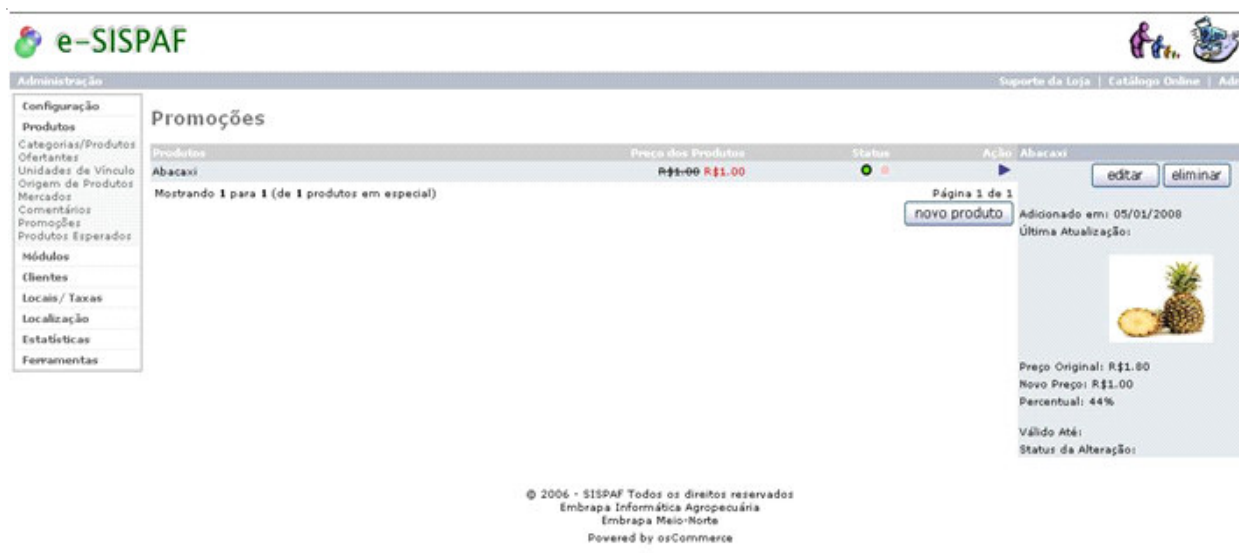 e-SISPAF
Administração
Suporte da Loja | Catálogo Online | Adm
Configuração
Produtos
Categorias/Produtos
Ofertantes
Unidades de Vínculo
Origem de Produtos
Mercados
Comentários
Promoções
Produtos Esperados
Módulos
Clientes
Locais/Taxas
Localização
Estatísticas
Ferramentas
Promoções
Produtos Preço dos Produtos Status Ação
Abacaxi R$1.80 R$1.00
Mostrando 1 para 1 (de 1 produtos em especial) Página 1 de 1
novo produto
Abacaxi
editar eliminar
Adicionado em: 05/01/2008
Última Atualização:
Preço Original: R$1.80
Novo Preço: R$1.00
Percentual: 44%
Válido Até:
Status da Alteração:
© 2006 - SISPAF Todos os direitos reservados
Embrapa Informática Agropecuária
Embrapa Meio-Norte
Powered by osCommerce